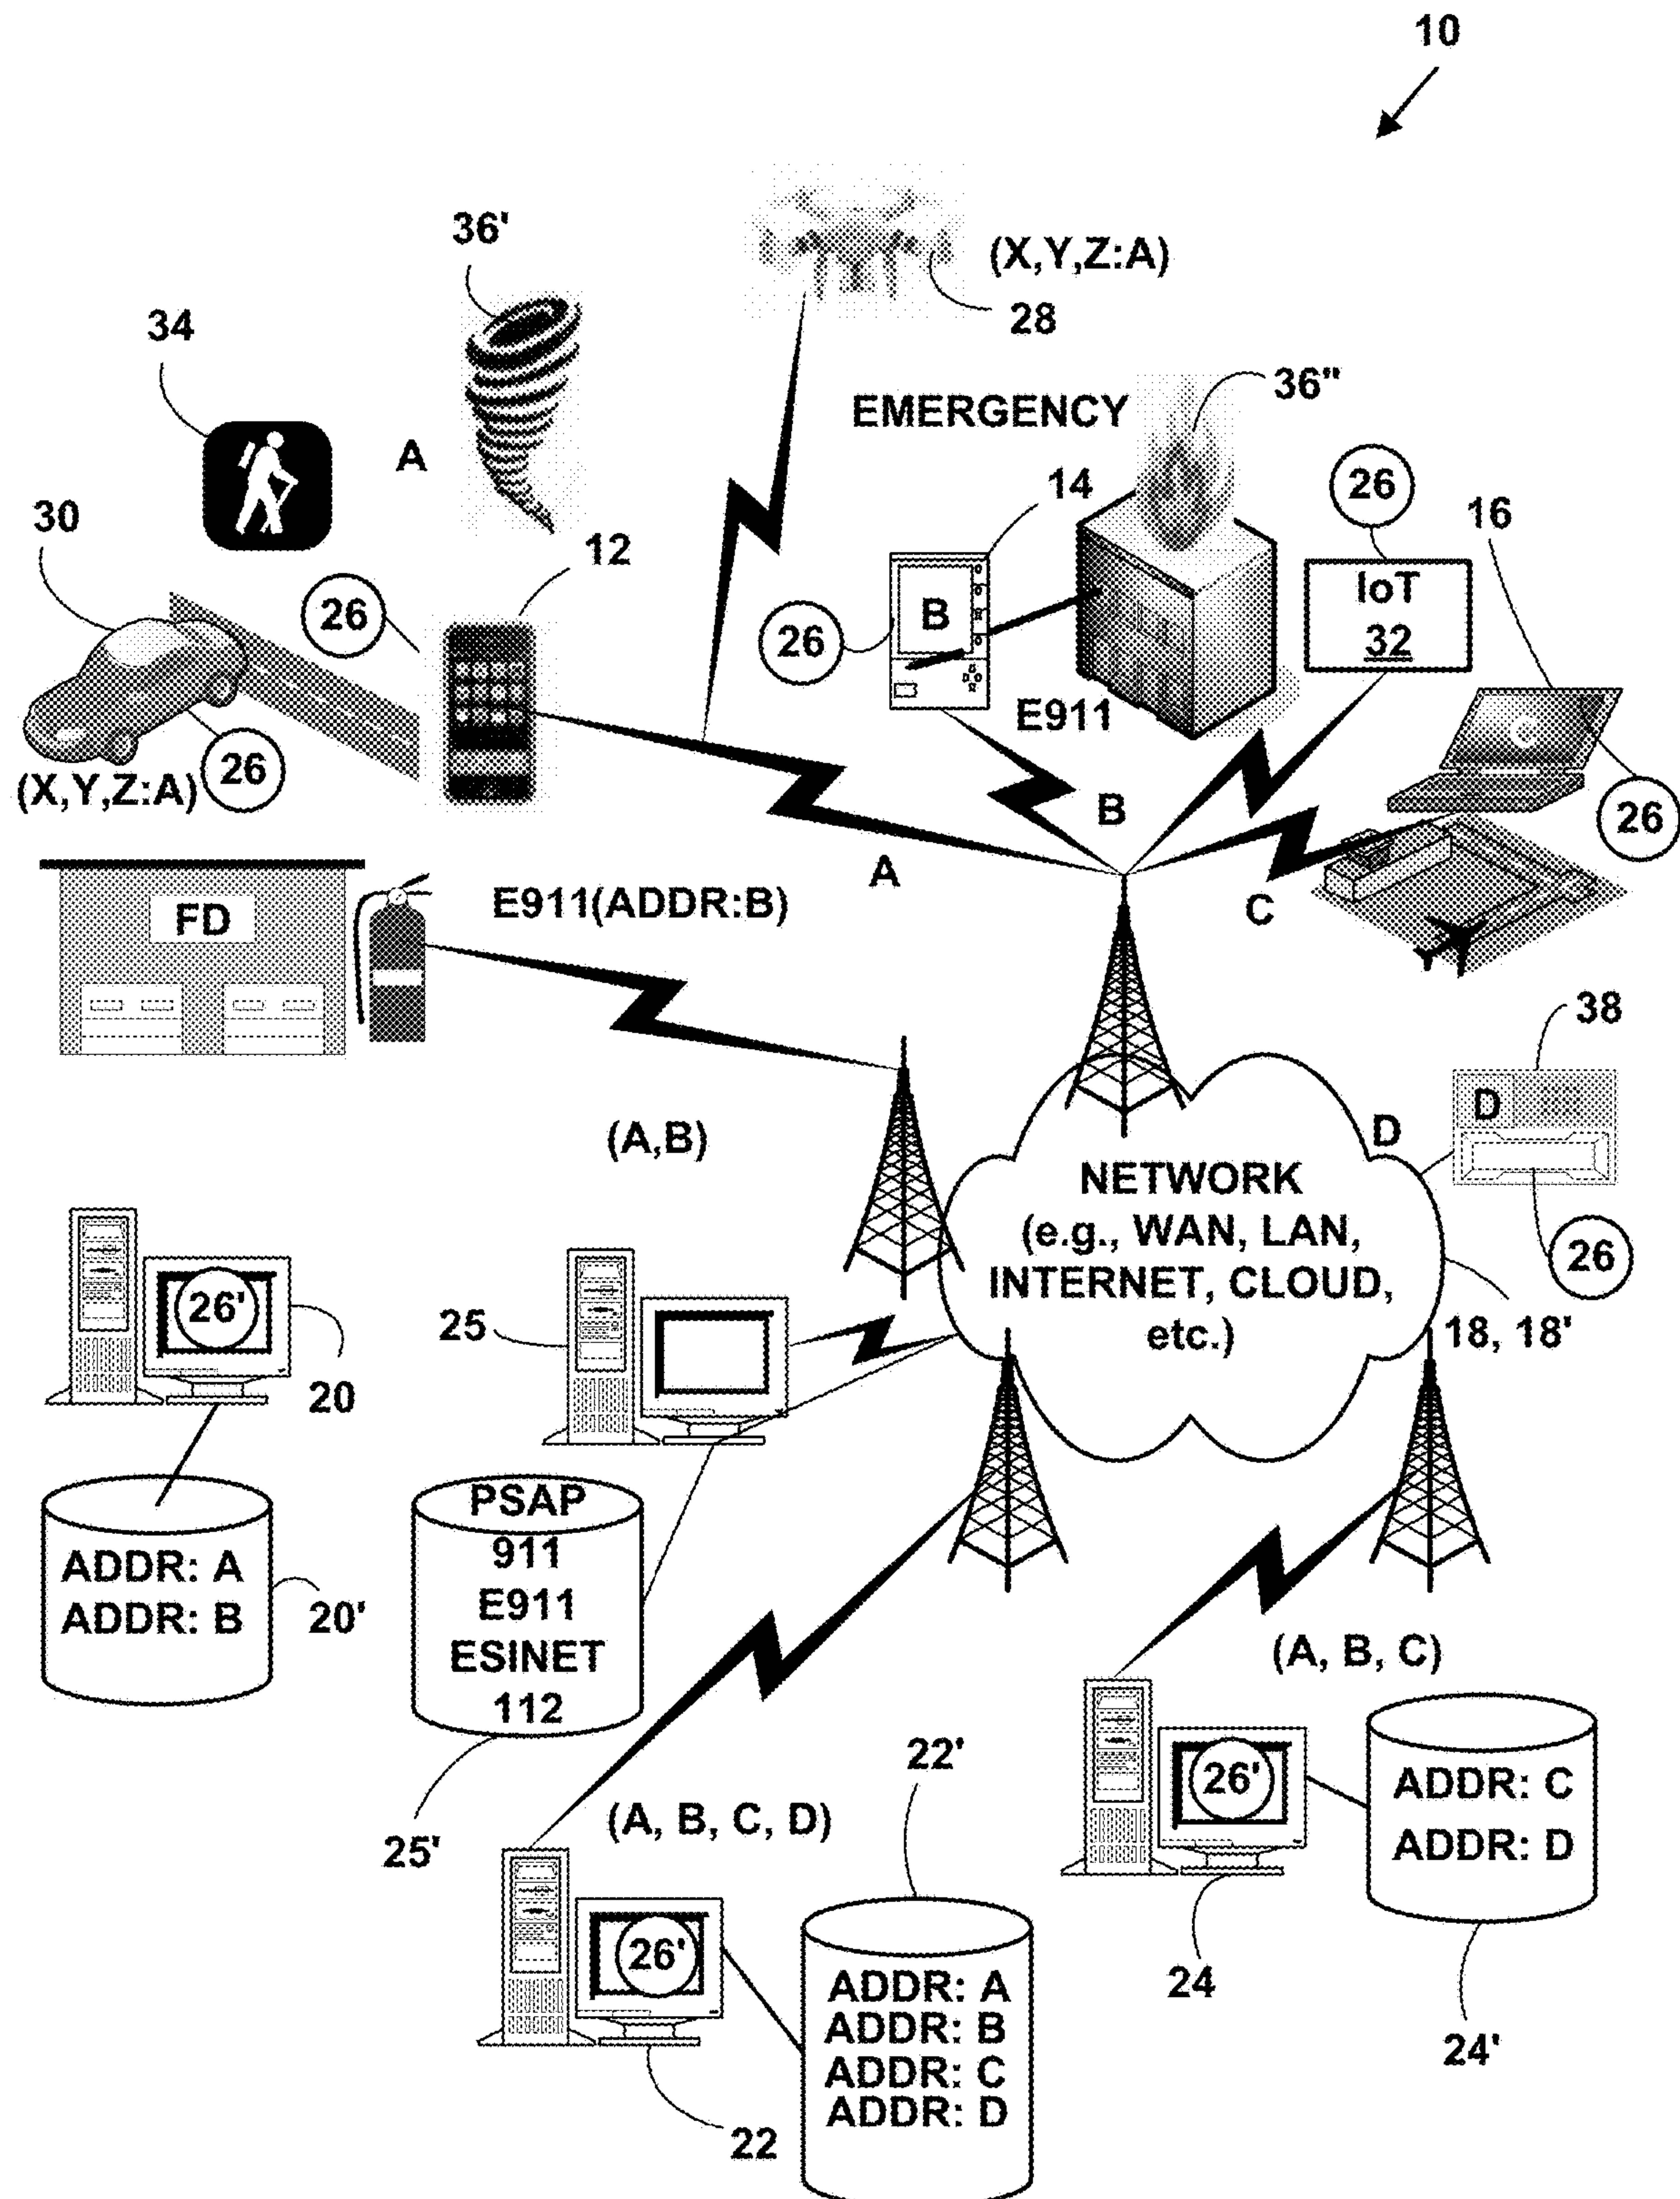 10
36'
(X,Y,Z:A)
28
34
36"
EMERGENCY
A
26
14
16
30
12
26
IoT
32
B
26
E911
26
(X,Y,Z:A)
26
B
A
C
E911(ADDR:B)
FD
38
D
D
(A,B)
NETWORK
(e.g., WAN, LAN,
INTERNET, CLOUD,
etc.)
26
18, 18'
26'
25
20
PSAP
911
E911
ESINET
112
ADDR: A
ADDR: B
20'
(A, B, C)
22'
26'
ADDR: C
ADDR: D
(A, B, C, D)
25'
26'
24
24'
ADDR: A
ADDR: B
ADDR: C
ADDR: D
22